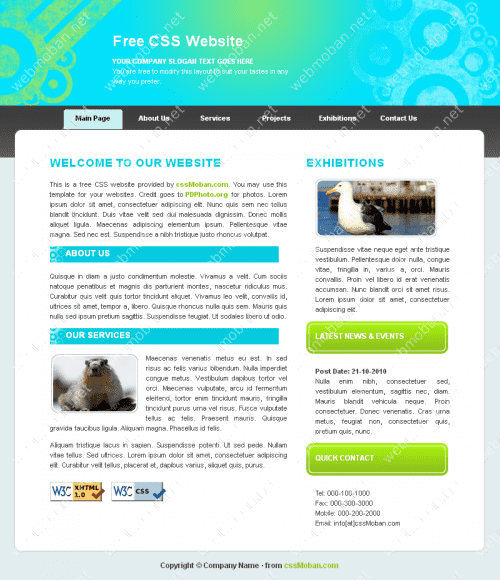 Free CSS Website
YOUR COMPANY SLOGAN TEXT GOES HERE
You are free to modify this layout to suit your tastes in any
way you prefer.
Main Page About Us Services Projects Exhibitions Contact Us
WELCOME TO OUR WEBSITE
This is a free CSS website provided by cssMoban.com. You may use this
template for your websites. Credit goes to PDPhoto.org for photos. Lorem
ipsum dolor sit amet, consectetuer adipiscing elit. Nunc quis sem nec tellus
blandit tincidunt. Duis vitae velit sed dui malesuada dignissim. Donec mollis
aliquet ligula. Maecenas adipiscing elementum ipsum. Pellentesque vitae
magna. Sed nec est. Suspendisse a nibh tristique justo rhoncus volutpat.
ABOUT US
Quisque in diam a justo condimentum molestie. Vivamus a velit. Cum sociis
natoque penatibus et magnis dis parturient montes, nascetur ridiculus mus.
Curabitur quis velit quis tortor tincidunt aliquet. Vivamus leo velit, convallis id,
ultrices sit amet, tempor a, libero. Quisque rhoncus nulla quis sem. Mauris quis
nulla sed ipsum pretium sagittis. Suspendisse feugiat. Ut sodales libero ut odio.
OUR SERVICES
Maecenas venenatis metus eu est. In sed
risus ac felis varius bibendum. Nulla imperdiet
congue metus. Vestibulum dapibus tortor vel
orci. Maecenas vulputate, arcu id fermentum
eleifend, tortor enim tincidunt mauris, fringilla
tincidunt purus urna vel risus. Fusce vulputate
tellus ac felis. Praesent mauris. Quisque
gravida faucibus ligula. Aliquam magna. Phasellus id felis.
Aliquam tristique lacus in sapien. Suspendisse potenti. Ut sed pede. Nullam
vitae tellus. Sed ultrices. Lorem ipsum dolor sit amet, consectetuer adipiscing
elit. Curabitur velit tellus, placerat et, dapibus varius, aliquet quis, purus.
W3C XHTML 1.0
W3C CSS
EXHIBITIONS
Suspendisse vitae neque eget ante tristique
vestibulum. Pellentesque dolor nulla, congue
vitae, fringilla in, varius a, orci. Mauris
convallis. Proin vel libero id erat venenatis
accumsan. Nunc blandit orci sit amet risus.
Lorem ipsum dolor sit amet, consectetuer
adipiscing elit.
LATEST NEWS & EVENTS
Post Date: 21-10-2010
Nulla enim nibh, consectetuer sed,
vestibulum elementum, sagittis nec, diam.
Mauris blandit vehicula neque. Proin
consectetuer. Donec venenatis. Cras urna
metus, feugiat non, consectetuer quis,
pretium quis, nunc.
QUICK CONTACT
Tel: 000-100-1000
Fax: 000-300-3000
Mobile: 000-200-2000
Email: info[at]cssMoban.com
Copyright © Company Name - from cssMoban.com
webmoban.net